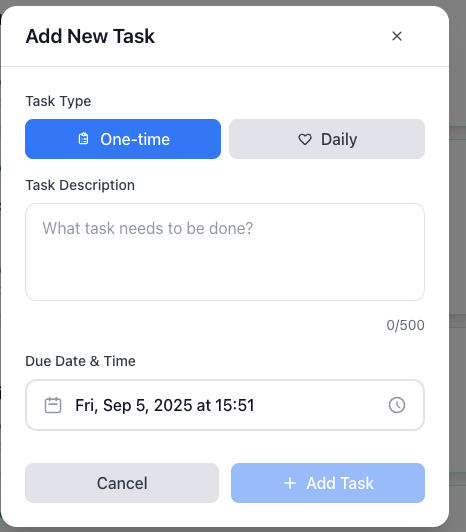 Add New Task
Task Type
One-time
Daily
Task Description
What task needs to be done?
0/500
Due Date & Time
Fri, Sep 5, 2025 at 15:51
Cancel
+ Add Task